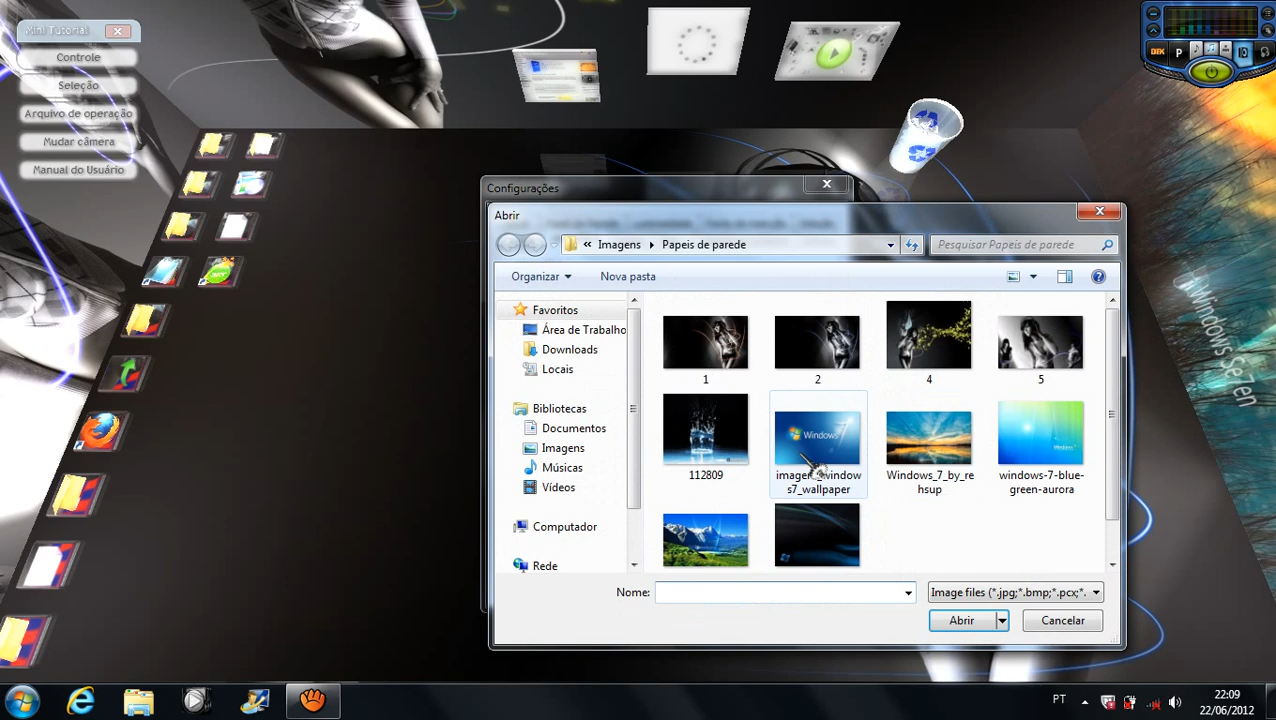 Mini Tutorial
Controle
Seleção
Arquivo de operação
Mudar câmera
Manual do Usuário
DEX P
WindowsSe7en
Configurações
Abrir
« Imagens Papeis de parede
Pesquisar Papeis de parede
Organizar Nova pasta
Favoritos
Área de Trabalho
Downloads
Locais
Bibliotecas
Documentos
Imagens
Músicas
Vídeos
Computador
Rede
1 2 4 5
Windows 7
112809
s7_wallpaper
Windows_7_by_re
hsup
windows-7-blue-
green-aurora
Nome:
Image files (*.jpg;*.bmp;*.pcx;*.
Abrir Cancelar
PT
22:09
22/06/2012